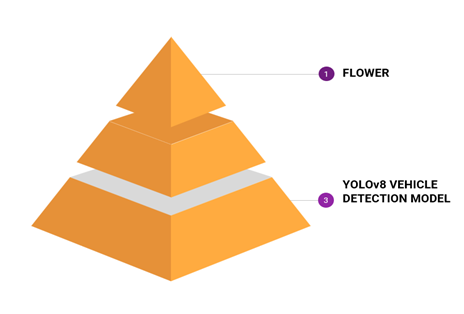 1 FLOWER
3 YOLOv8 VEHICLE
DETECTION MODEL